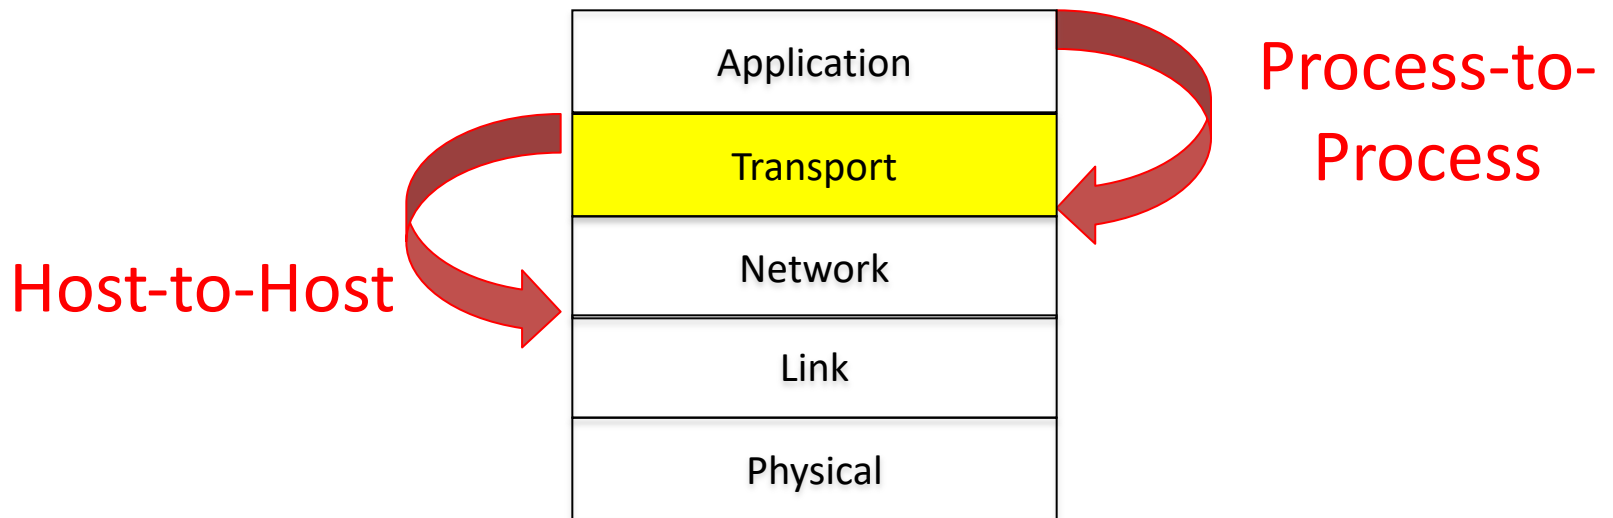 Application
Process-to-
Process
Transport
Host-to-Host
Network
Link
Physical